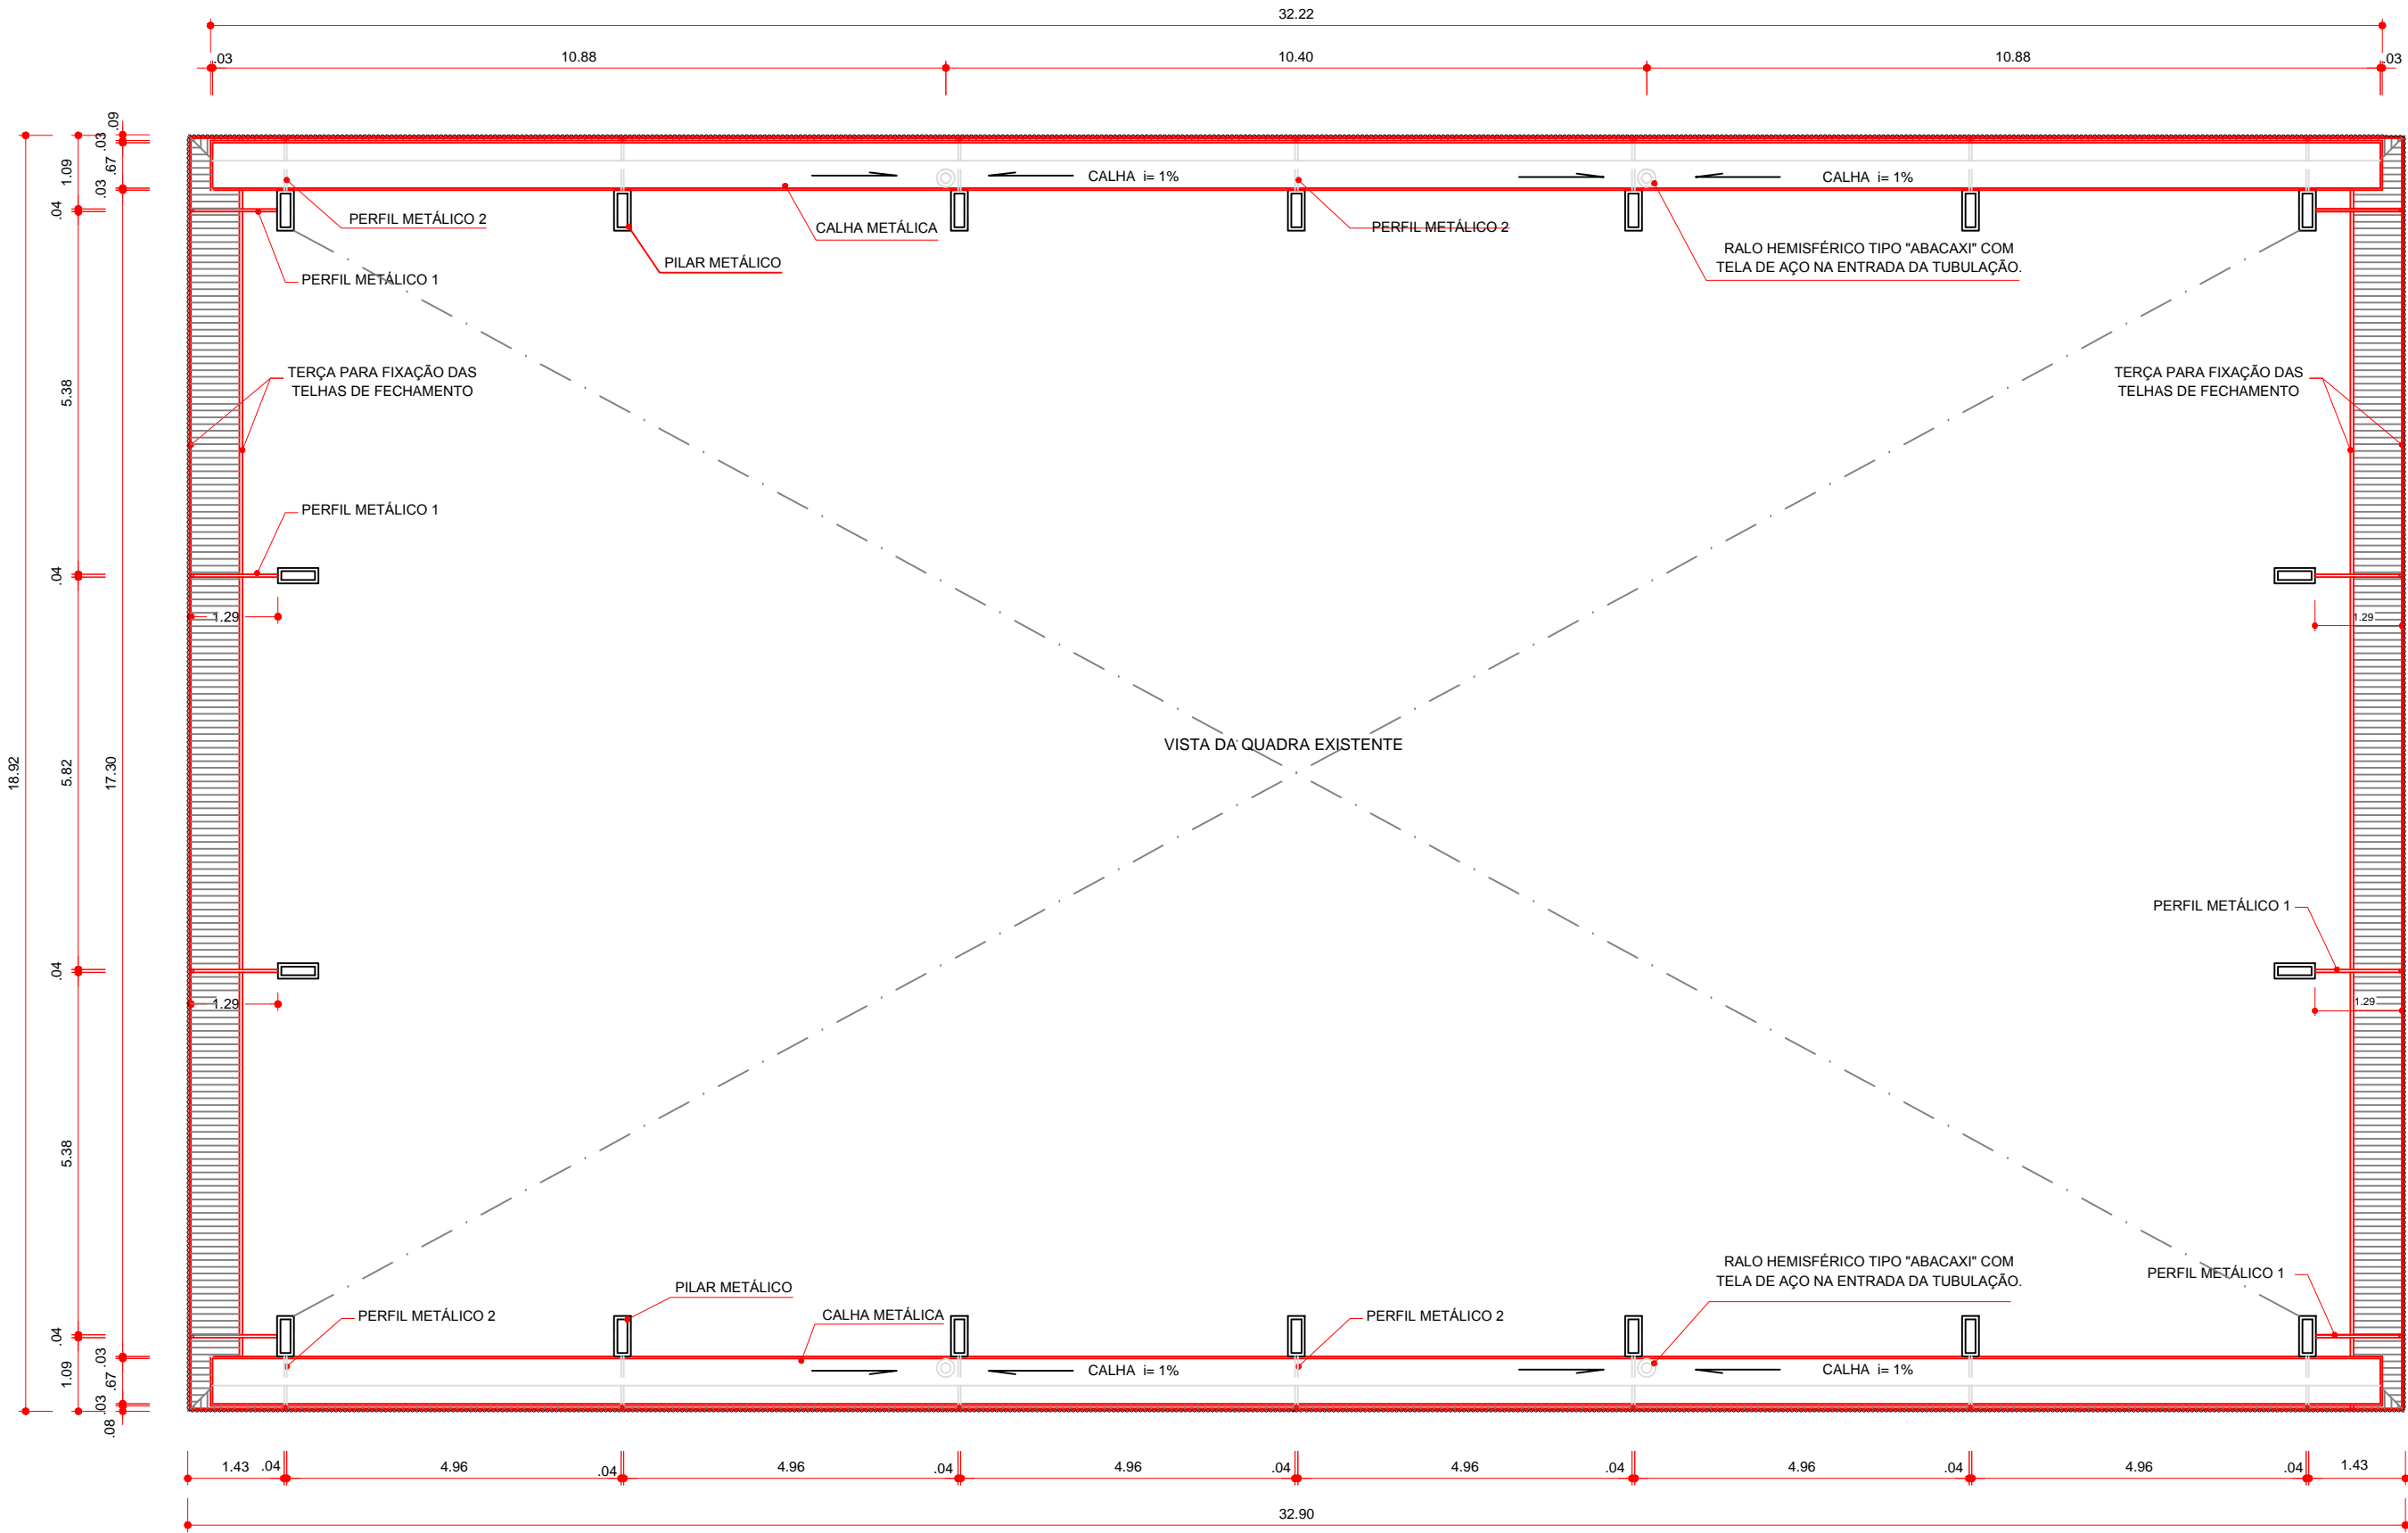 32.22
.03
10.88
10.40
10.88
.03
.09
.03
.67
1.09
.03
.04
CALHA i= 1%
CALHA i= 1%
PERFIL METÁLICO 2
CALHA METÁLICA
PERFIL METÁLICO 2
PILAR METÁLICO
RALO HEMISFÉRICO TIPO "ABACAXI" COM
TELA DE AÇO NA ENTRADA DA TUBULAÇÃO.
PERFIL METÁLICO 1
TERÇA PARA FIXAÇÃO DAS
TELHAS DE FECHAMENTO
TERÇA PARA FIXAÇÃO DAS
TELHAS DE FECHAMENTO
5.38
PERFIL METÁLICO 1
.04
1.29
1.29
VISTA DA QUADRA EXISTENTE
18.92
5.82
17.30
PERFIL METÁLICO 1
.04
1.29
1.29
5.38
RALO HEMISFÉRICO TIPO "ABACAXI" COM
TELA DE AÇO NA ENTRADA DA TUBULAÇÃO.
PERFIL METÁLICO 1
PILAR METÁLICO
PERFIL METÁLICO 2
CALHA METÁLICA
PERFIL METÁLICO 2
.04
.03
1.09
.67
.03
.08
CALHA i= 1%
CALHA i= 1%
1.43
.04
4.96
.04
4.96
.04
4.96
.04
4.96
.04
4.96
.04
4.96
.04
1.43
32.90